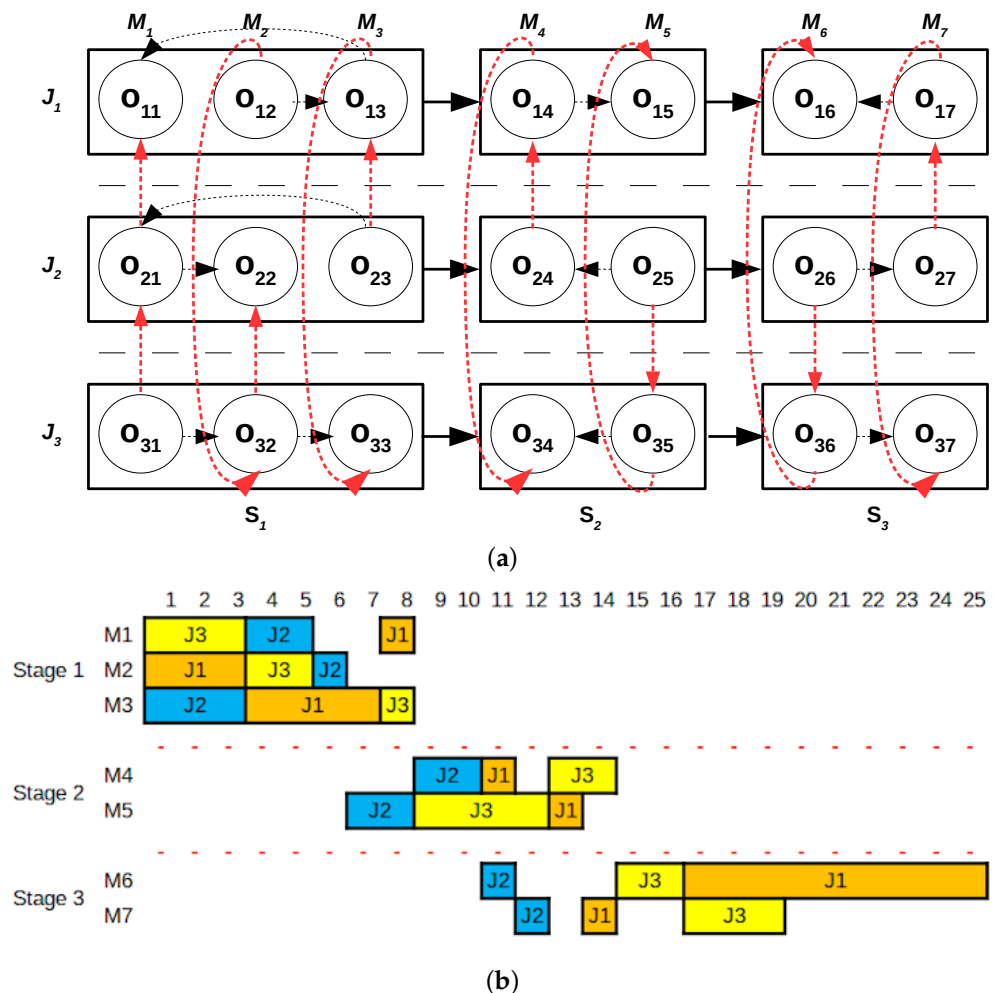 M1 M2 M3 M4 M5 M6 M7
J1 O11 O12 O13 O14 O15 O16 O17
J2 O21 O22 O23 O24 O25 O26 O27
J3 O31 O32 O33 O34 O35 O36 O37
S1 S2 S3
(a)
1 2 3 4 5 6 7 8 9 10 11 12 13 14 15 16 17 18 19 20 21 22 23 24 25
M1 J3 J2 J1
Stage 1 M2 J1 J3 J2
M3 J2 J1 J3
M4 J2 J1 J3
Stage 2
M5 J2 J3 J1
M6 J2 J3 J1
Stage 3
M7 J2 J1 J3
(b)